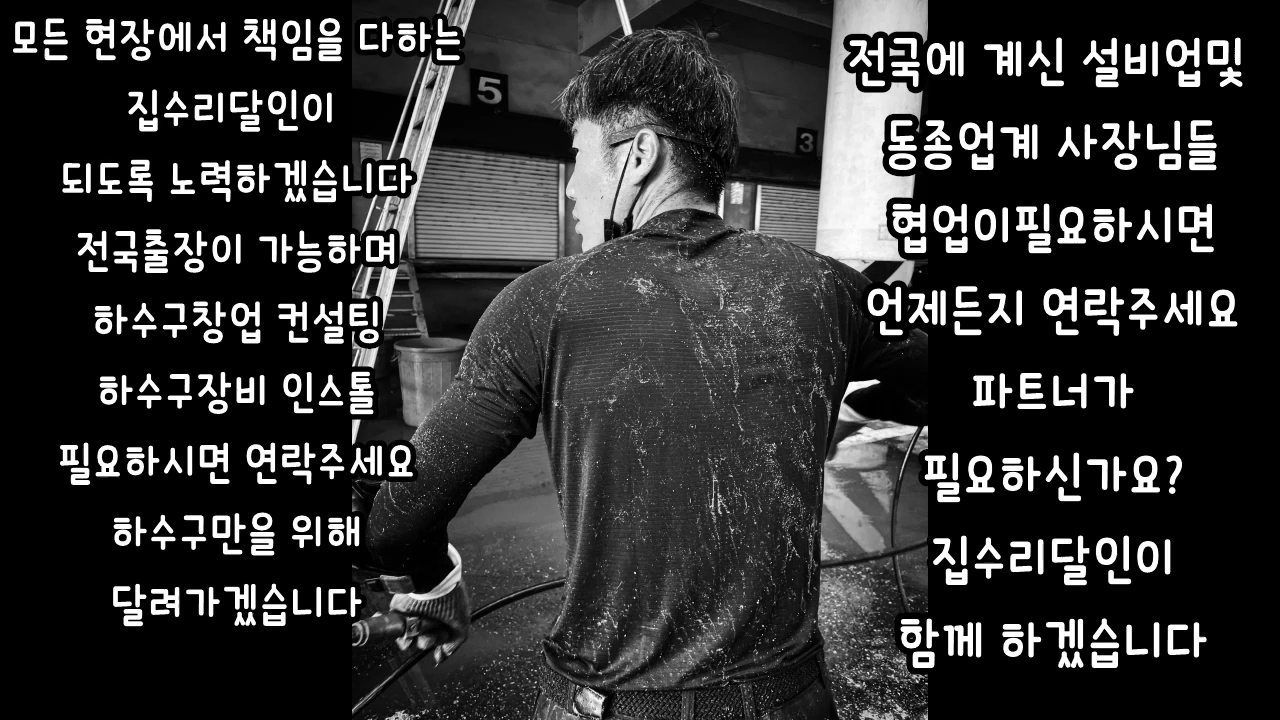 모든 현장에서 책임을 다하는
집수리달인이
되도록 노력하겠습니다
전국출장이 가능하며
하수구창업 컨설팅
하수구장비 인스톨
필요하시면 연락주세요
하수구만을 위해
달려가겠습니다
전국에 계신 설비업및
동종업계 사장님들
협업이필요하시면
언제든지 연락주세요
파트너가
필요하신가요?
집수리달인이
함께 하겠습니다
5
3